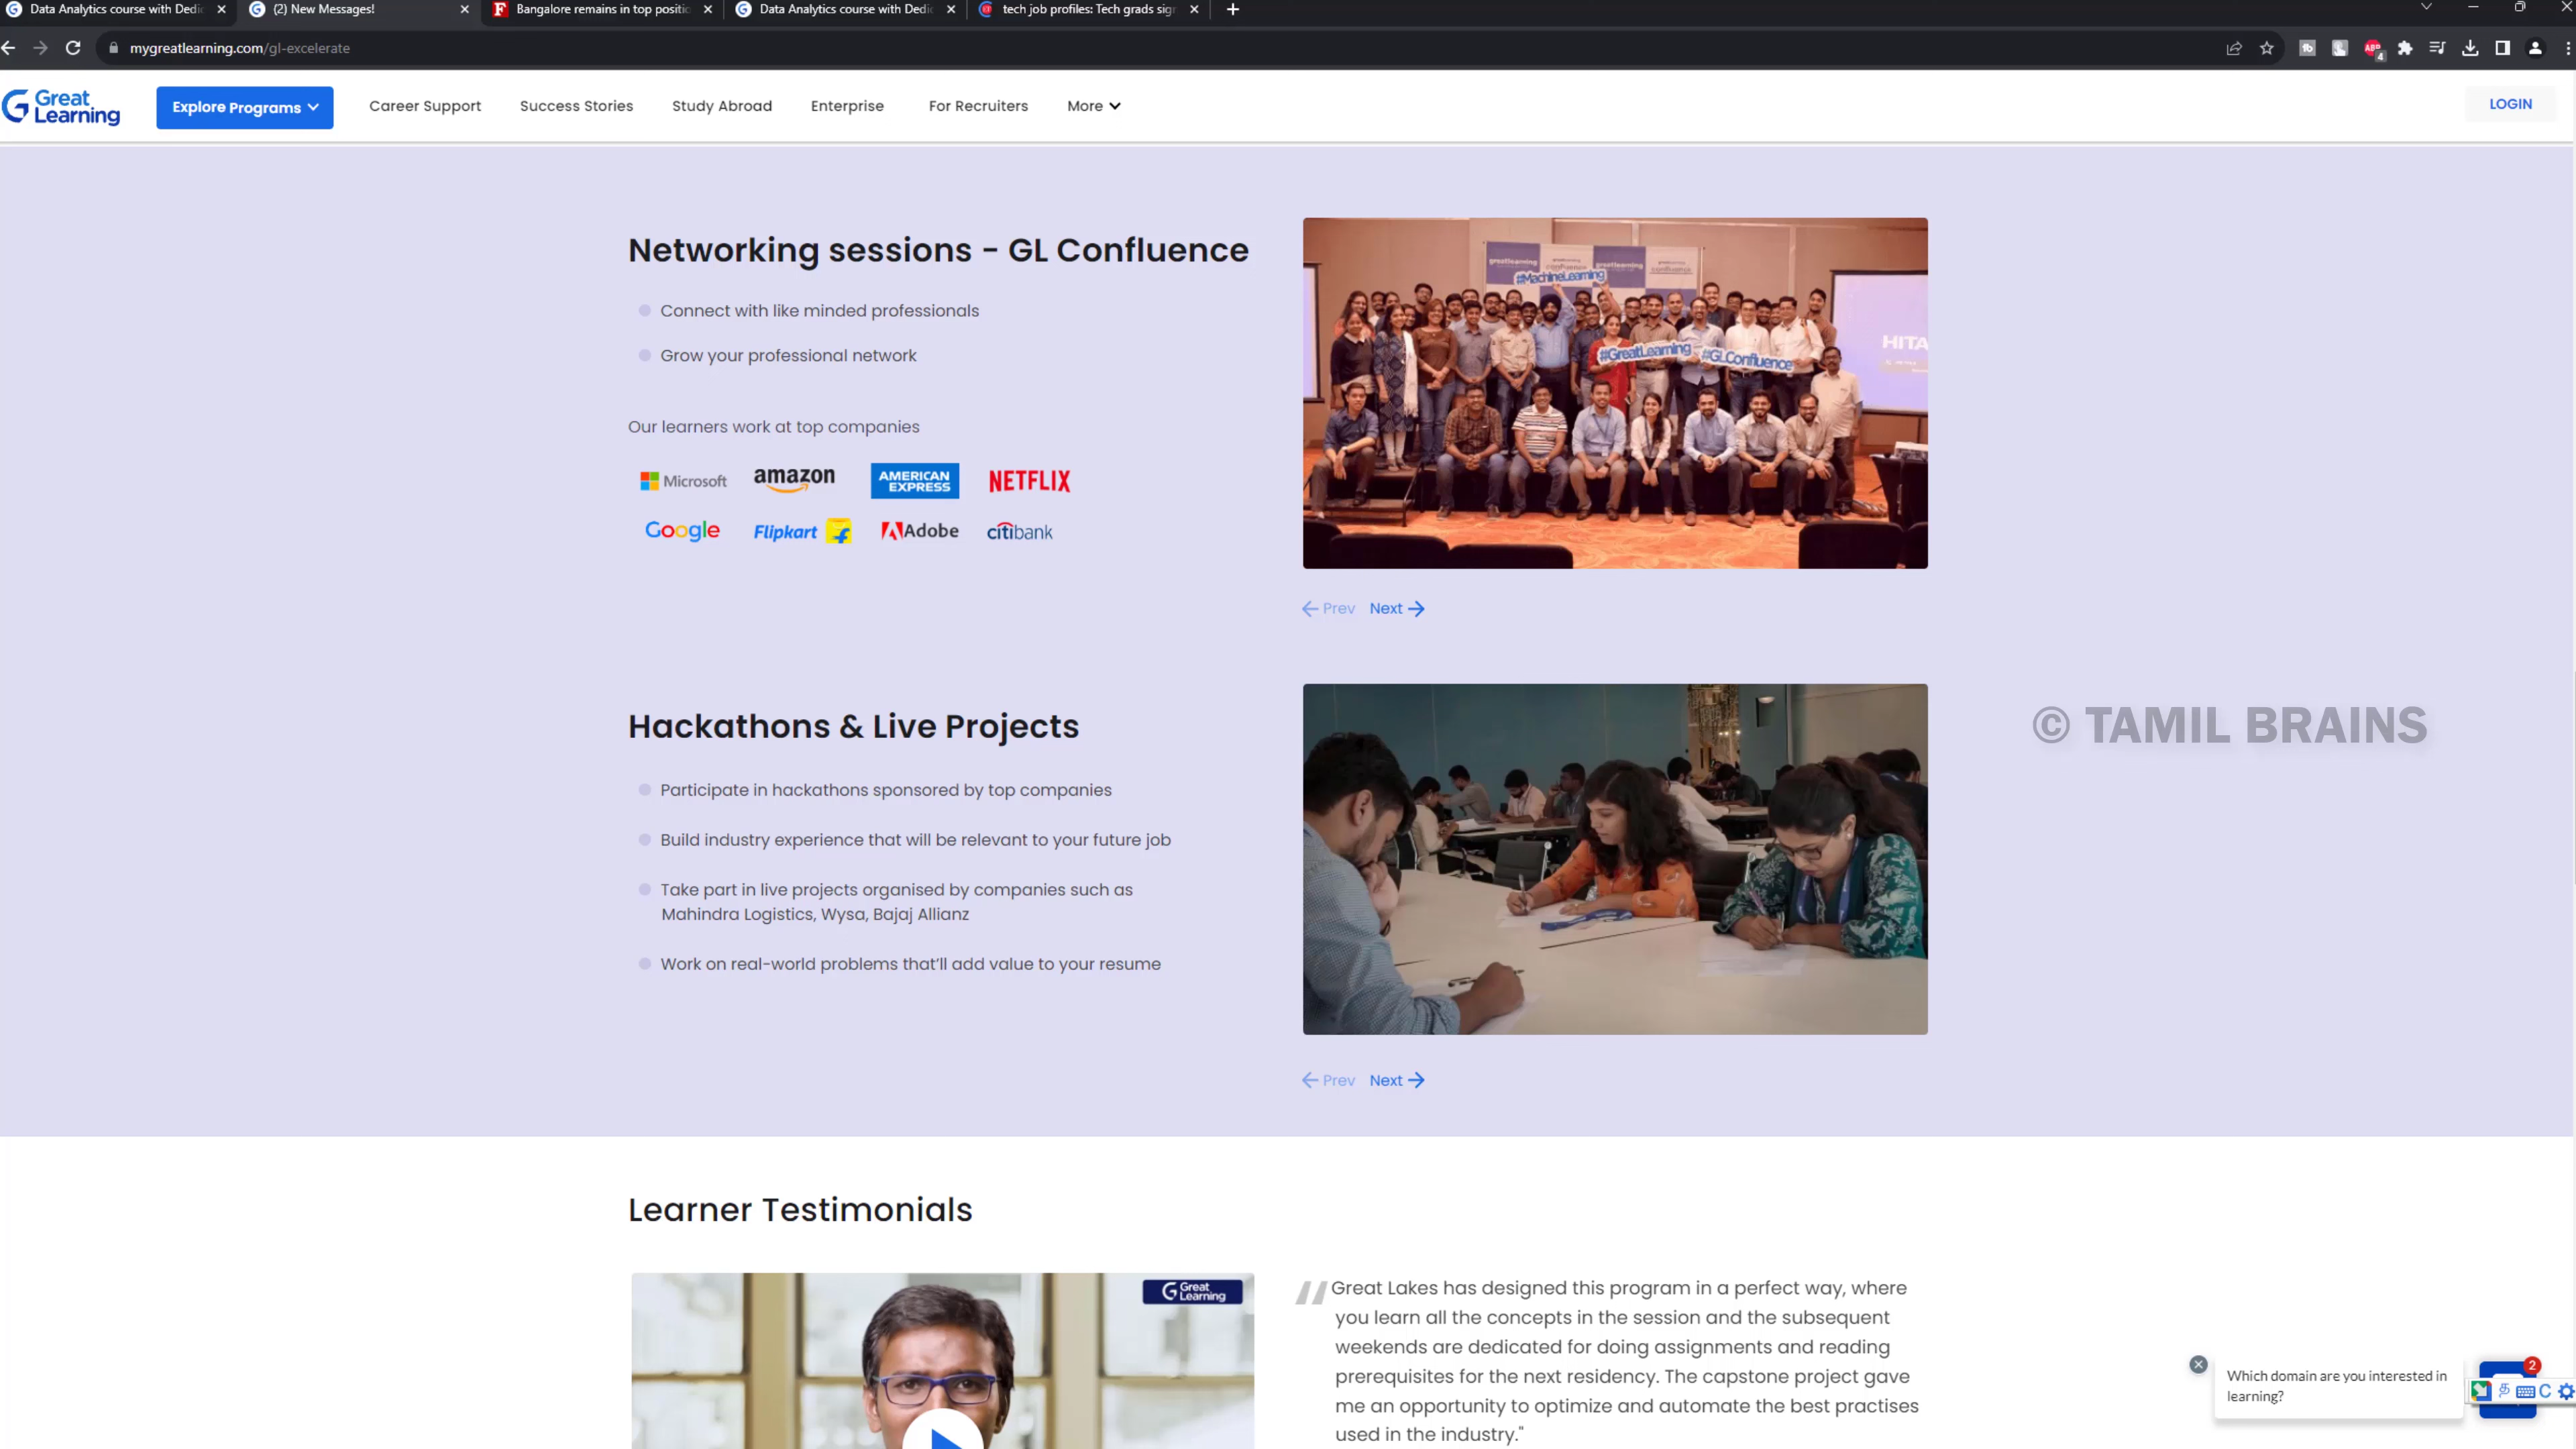 Data Analytics course with Dedic
(2) New Messages!
Bangalore remains in top positio
Data Analytics course with Dedic
tech job profiles: Tech grads sig
mygreatlearning.com/gl-excelerate
Great Learning
Explore Programs
Career Support
Success Stories
Study Abroad
Enterprise
For Recruiters
More
LOGIN
Networking sessions - GL Confluence
Connect with like minded professionals
Grow your professional network
Our learners work at top companies
Microsoft
amazon
AMERICAN EXPRESS
NETFLIX
Google
Flipkart
Adobe
citibank
#MachineLearning
#GreatLearning
#GLConfluence
HITA
Prev Next
Hackathons & Live Projects
Participate in hackathons sponsored by top companies
Build industry experience that will be relevant to your future job
Take part in live projects organised by companies such as
Mahindra Logistics, Wysa, Bajaj Allianz
Work on real-world problems that'll add value to your resume
© TAMIL BRAINS
Prev Next
Learner Testimonials
Great Learning
Great Lakes has designed this program in a perfect way, where
you learn all the concepts in the session and the subsequent
weekends are dedicated for doing assignments and reading
prerequisites for the next residency. The capstone project gave
me an opportunity to optimize and automate the best practises
used in the industry."
Which domain are you interested in
learning?
2